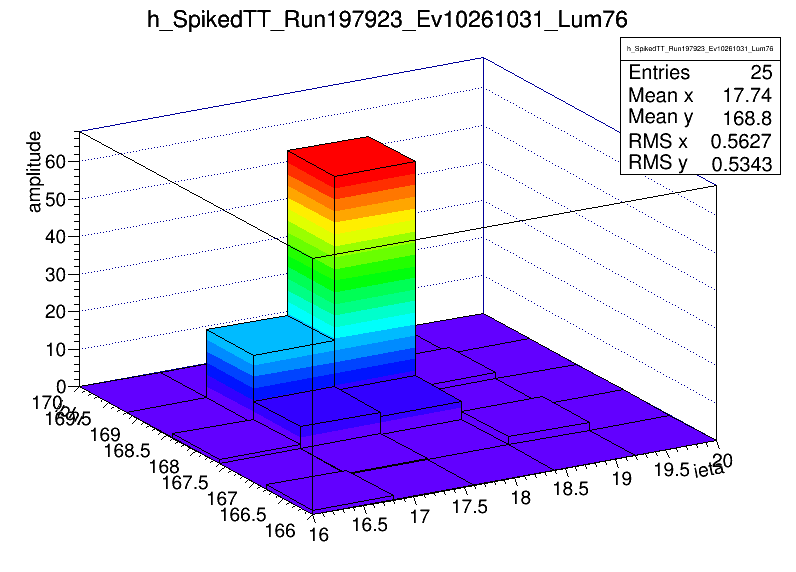 h_SpikedTT_Run197923_Ev10261031_Lum76
h_SpikedTT_Run197923_Ev10261031_Lum76
Entries 25
Mean x 17.74
Mean y 168.8
RMS x 0.5627
RMS y 0.5343
amplitude
60
50
40
30
20
10
0
170
169.5
169
168.5
168
167.5
167
166.5
166
16
16.5
17
17.5
18
18.5
19
19.5
20
ieta